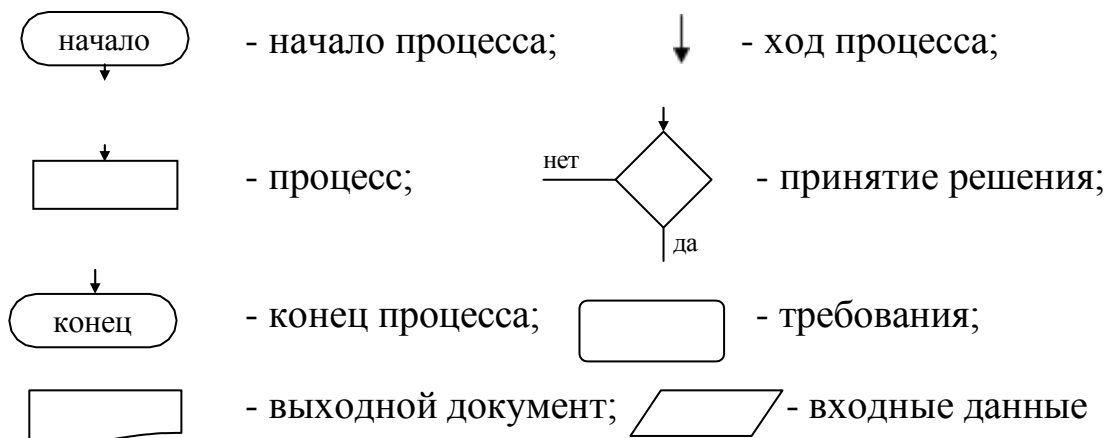 начало - начало процесса; - ход процесса;
нет
- процесс; - принятие решения;
да
конец - конец процесса; - требования;
- выходной документ; - входные данные